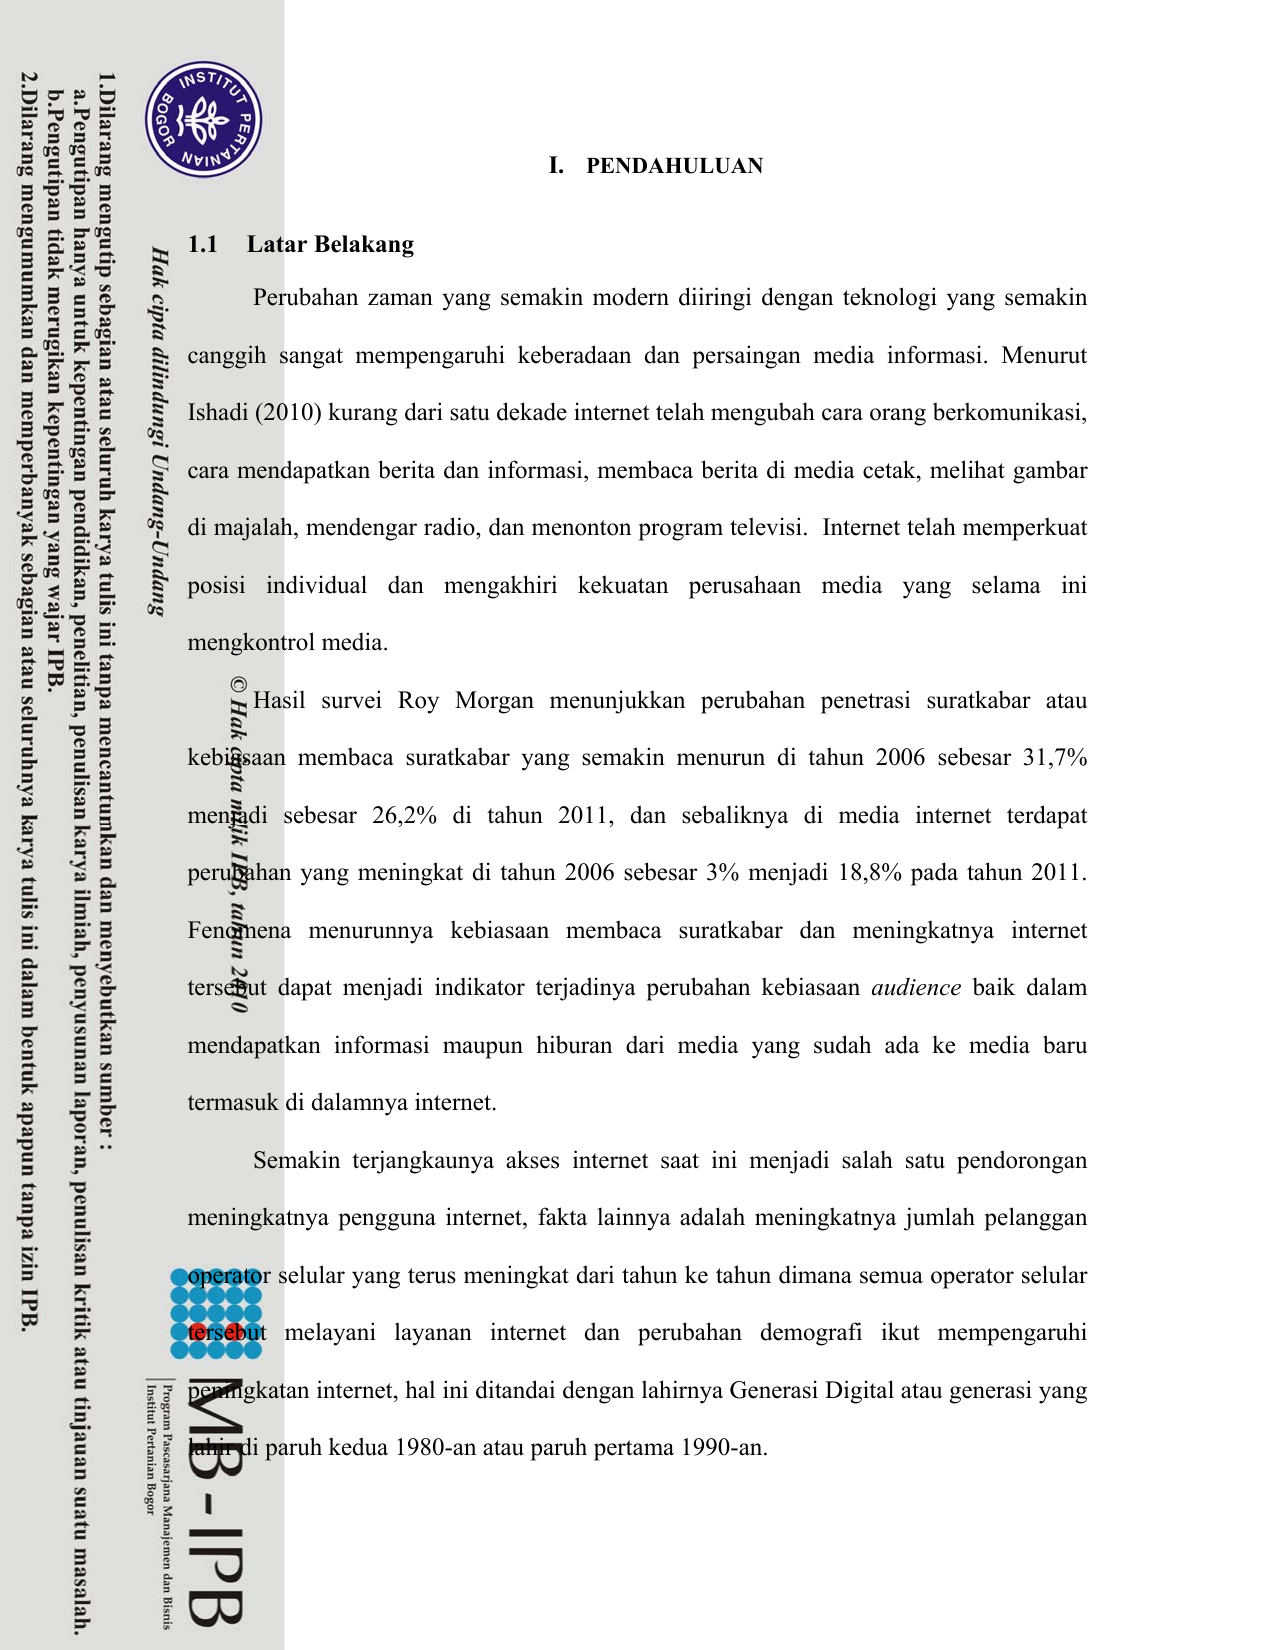 I. PENDAHULUAN
1.1 Latar Belakang
Perubahan zaman yang semakin modern diiringi dengan teknologi yang semakin
canggih sangat mempengaruhi keberadaan dan persaingan media informasi. Menurut
Ishadi (2010) kurang dari satu dekade internet telah mengubah cara orang berkomunikasi,
cara mendapatkan berita dan informasi, membaca berita di media cetak, melihat gambar
di majalah, mendengar radio, dan menonton program televisi. Internet telah memperkuat
posisi individual dan mengakhiri kekuatan perusahaan media yang selama ini
mengkontrol media.
Hasil survei Roy Morgan menunjukkan perubahan penetrasi suratkabar atau
kebiasaan membaca suratkabar yang semakin menurun di tahun 2006 sebesar 31,7%
menjadi sebesar 26,2% di tahun 2011, dan sebaliknya di media internet terdapat
perubahan yang meningkat di tahun 2006 sebesar 3% menjadi 18,8% pada tahun 2011.
Fenomena menurunnya kebiasaan membaca suratkabar dan meningkatnya internet
tersebut dapat menjadi indikator terjadinya perubahan kebiasaan audience baik dalam
mendapatkan informasi maupun hiburan dari media yang sudah ada ke media baru
termasuk di dalamnya internet.
Semakin terjangkaunya akses internet saat ini menjadi salah satu pendorongan
meningkatnya pengguna internet, fakta lainnya adalah meningkatnya jumlah pelanggan
operator selular yang terus meningkat dari tahun ke tahun dimana semua operator selular
tersebut melayani layanan internet dan perubahan demografi ikut mempengaruhi
peningkatan internet, hal ini ditandai dengan lahirnya Generasi Digital atau generasi yang
lahir di paruh kedua 1980-an atau paruh pertama 1990-an.
INSTITUT PERTANIAN BOGOR
© Hak cipta milik IPB, tahun 2010
Hak cipta dilindungi Undang-Undang
1.Dilarang mengutip sebagian atau seluruh karya tulis ini tanpa mencantumkan dan menyebutkan sumber :
a.Pengutipan hanya untuk kepentingan pendidikan, penelitian, penulisan karya ilmiah, penyusunan laporan, penulisan kritik atau tinjauan suatu masalah.
b.Pengutipan tidak merugikan kepentingan yang wajar IPB.
2.Dilarang mengumumkan dan memperbanyak sebagian atau seluruhnya karya tulis ini dalam bentuk apapun tanpa izin IPB.
MB-IPB
Program Pascasarjana Manajemen dan Bisnis
Institut Pertanian Bogor